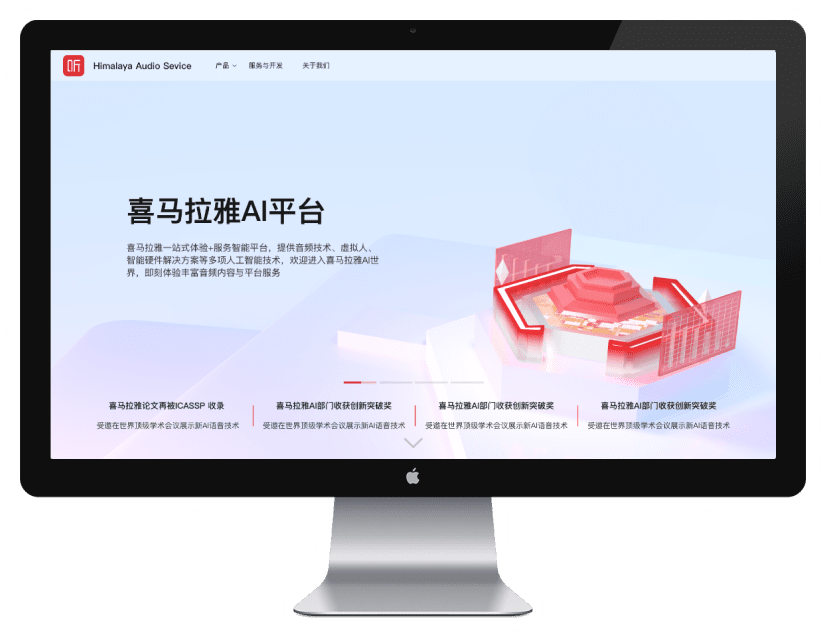 听
Himalaya Audio Sevice
产品
服务与开发
关于我们
喜马拉雅AI平台
喜马拉雅一站式体验+服务智能平台，提供音频技术、虚拟人、
智能硬件解决方案等多项人工智能技术，欢迎进入喜马拉雅AI世
界，即刻体验丰富音频内容与平台服务
喜马拉雅论文再被ICASSP 收录
受邀在世界顶级学术会议展示新AI语音技术
喜马拉雅AI部门收获创新突破奖
受邀在世界顶级学术会议展示新AI语音技术
喜马拉雅AI部门收获创新突破奖
受邀在世界顶级学术会议展示新AI语音技术
喜马拉雅AI部门收获创新突破奖
受邀在世界顶级学术会议展示新AI语音技术